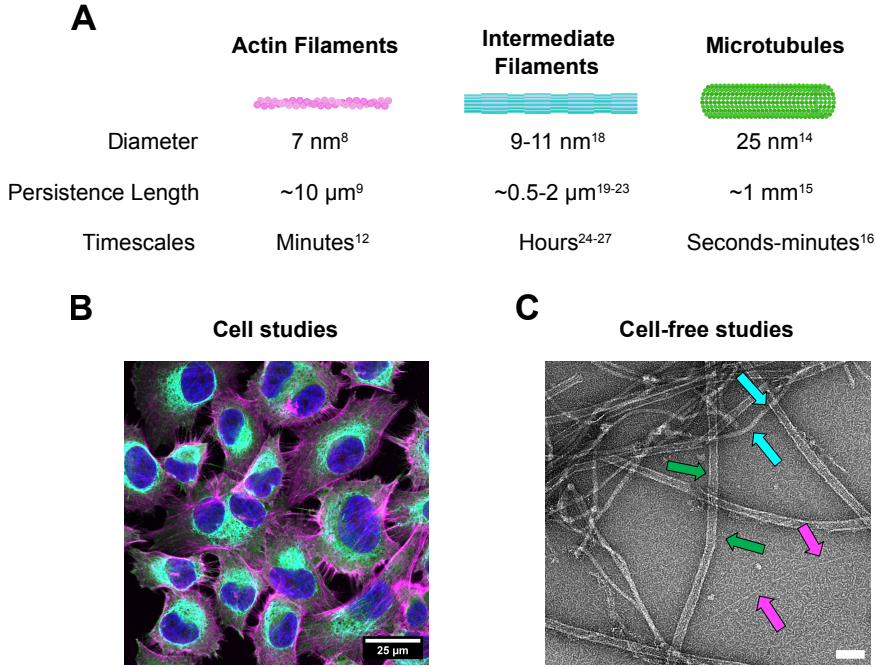 A
Actin Filaments
Intermediate
Filaments
Microtubules
Diameter
7 nm⁸
9-11 nm¹⁸
25 nm¹⁴
Persistence Length
~10 µm⁹
~0.5-2 µm¹⁹⁻²³
~1 mm¹⁵
Timescales
Minutes¹²
Hours²⁴⁻²⁷
Seconds-minutes¹⁶
B
Cell studies
25 µm
C
Cell-free studies